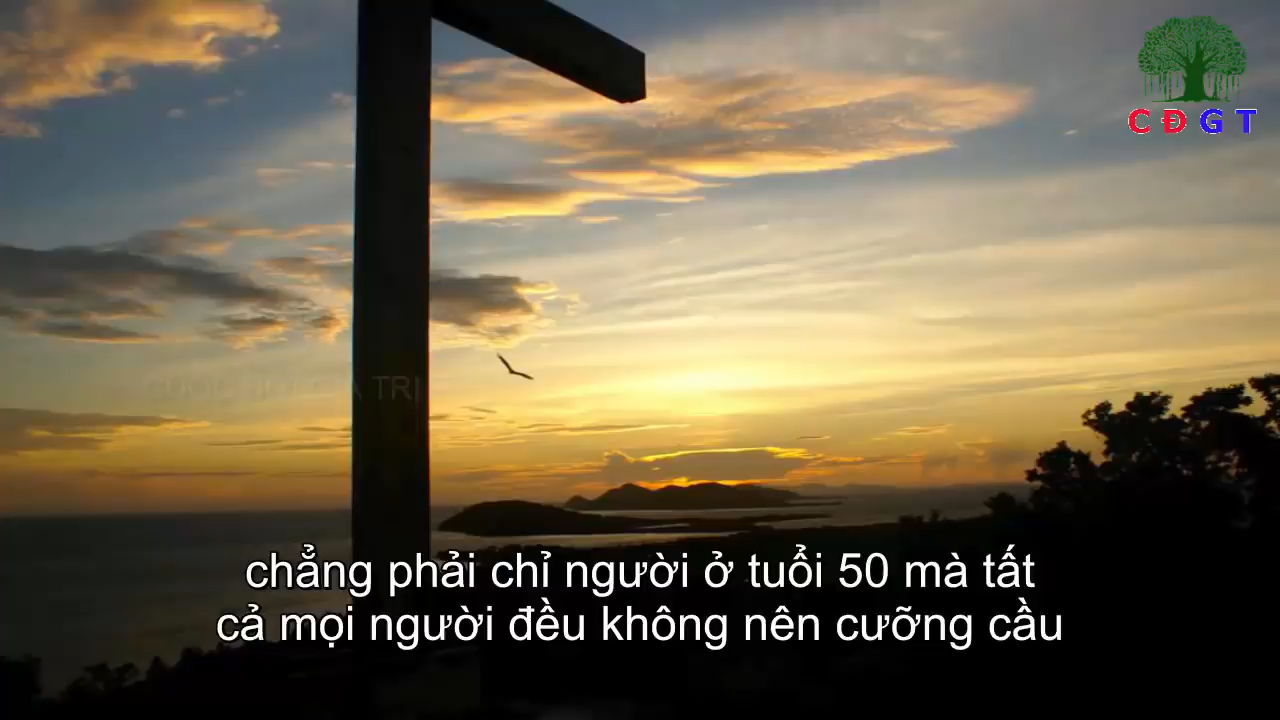 CĐGT
chẳng phải chỉ người ở tuổi 50 mà tất
cả mọi người đều không nên cưỡng cầu